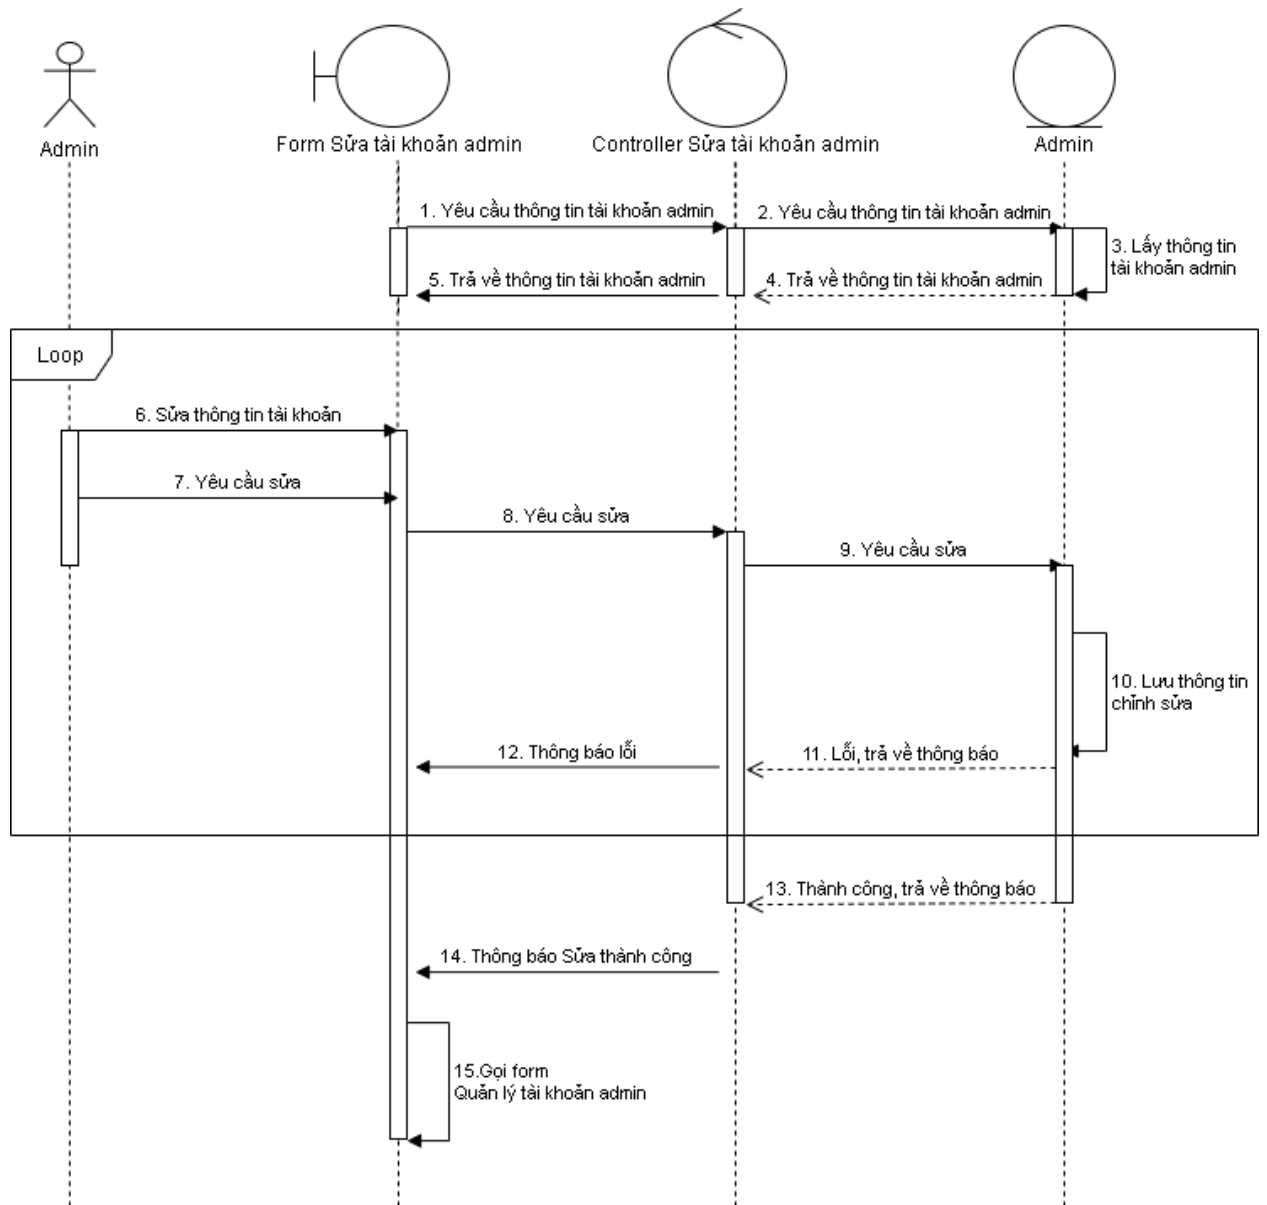 Admin
Form Sửa tài khoản admin
Controller Sửa tài khoản admin
Admin
1. Yêu cầu thông tin tài khoản admin
2. Yêu cầu thông tin tài khoản admin
3. Lấy thông tin
tài khoản admin
5. Trả về thông tin tài khoản admin
4. Trả về thông tin tài khoản admin
Loop
6. Sửa thông tin tài khoản
7. Yêu cầu sửa
8. Yêu cầu sửa
9. Yêu cầu sửa
10. Lưu thông tin
chỉnh sửa
12. Thông báo lỗi
11. Lỗi, trả về thông báo
13. Thành công, trả về thông báo
14. Thông báo Sửa thành công
15.Gọi form
Quản lý tài khoản admin